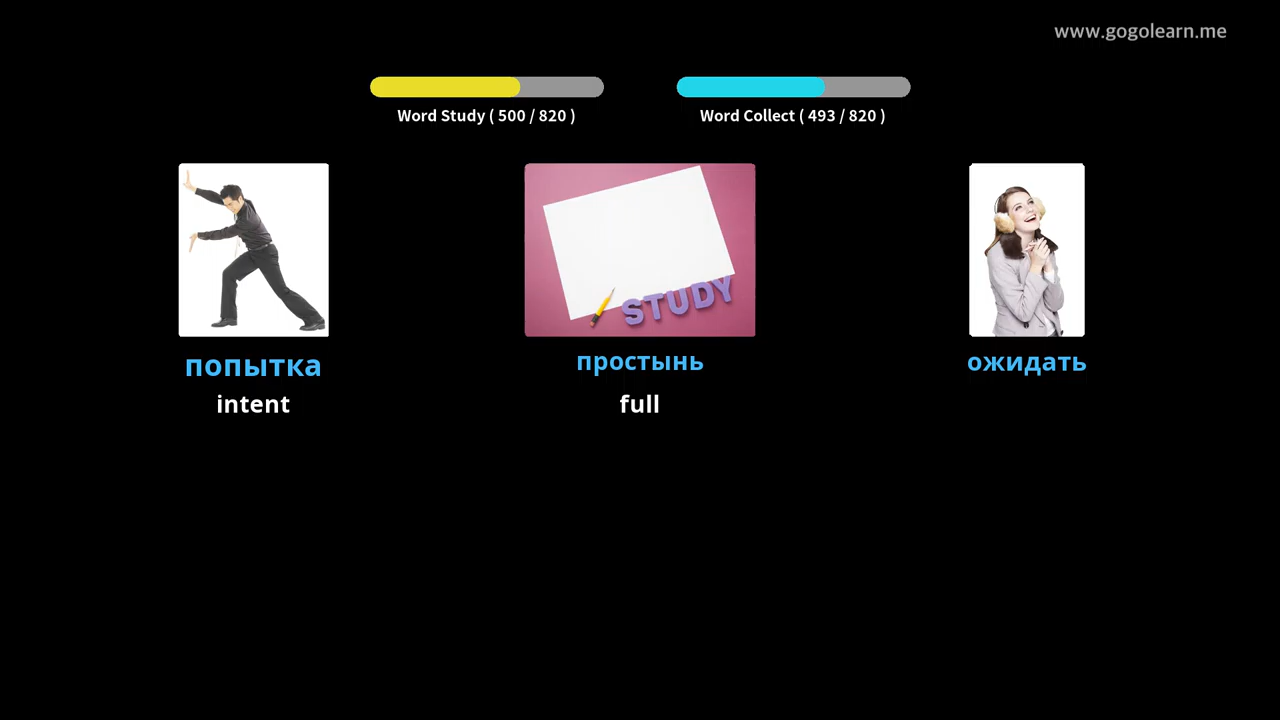 www.gogolearn.me
Word Study ( 500 / 820 )
Word Collect ( 493 / 820 )
STUDY
попытка
простынь
ожидать
intent
full